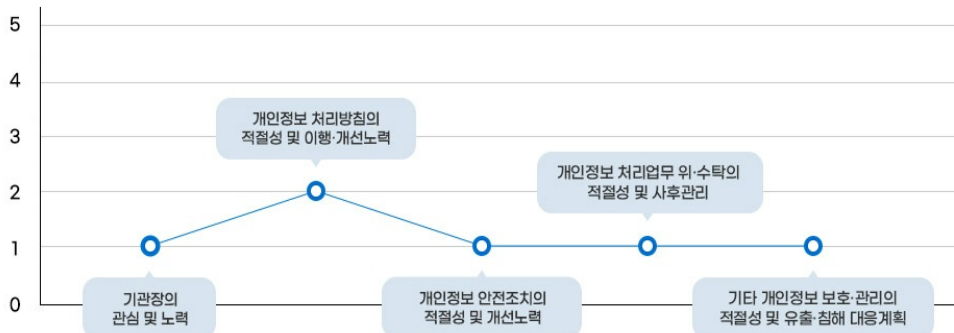 5
4
3
2
1
0
개인정보 처리방침의
적절성 및 이행·개선노력
개인정보 처리업무 위·수탁의
적절성 및 사후관리
기관장의
관심 및 노력
개인정보 안전조치의
적절성 및 개선노력
기타 개인정보 보호·관리의
적절성 및 유출·침해 대응계획